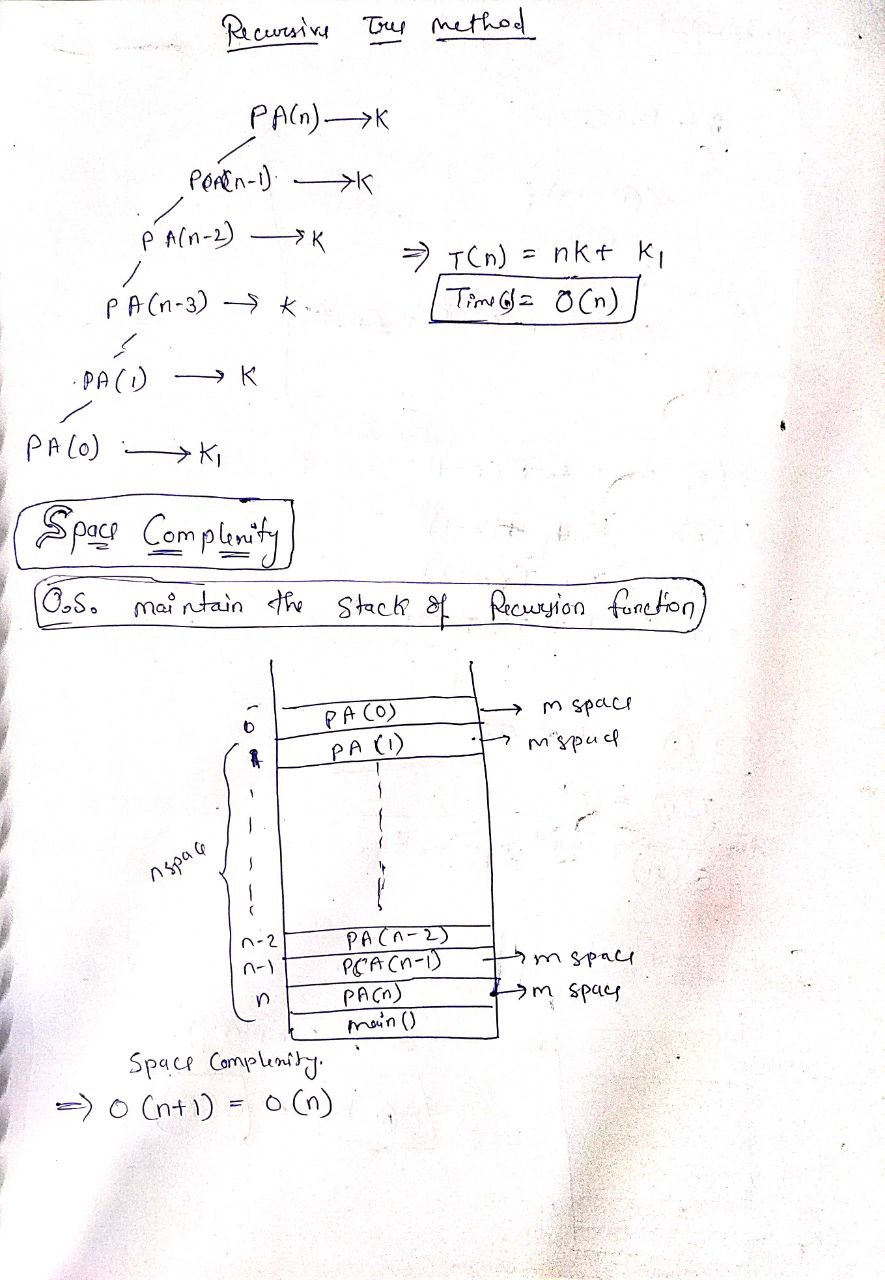 Recursive Tree method
PA(n) → K
PA(n-1) → K
PA(n-2) → K
PA(n-3) → K
PA(1) → K
PA(0) → K₁
⇒ T(n) = nK + K₁
Time = O(n)
Space Complexity
O.S. maintain the stack of Recursion function
0 PA(0) → m space
1 PA(1) → m space
n space
n-2 PA(n-2)
n-1 PA(n-1) → m space
n PA(n) → m space
main()
Space Complexity.
⇒ O(n+1) = O(n)